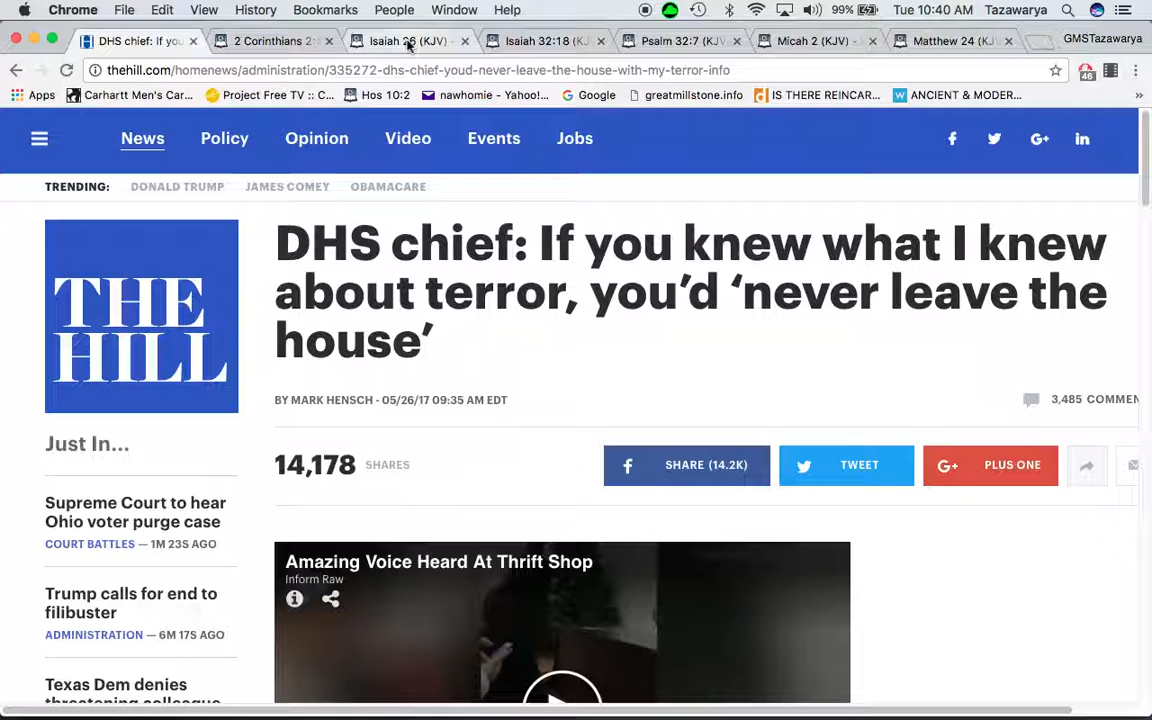 Chrome File Edit View History Bookmarks People Window Help 99% Tue 10:40 AM Tazawarya
DHS chief: If you 2 Corinthians 2: Isaiah 26 (KJV) - Isaiah 32:18 (KJV Psalm 32:7 (KJV) Micah 2 (KJV) - Matthew 24 (KJV) GMSTazawarya
thehill.com/homenews/administration/335272-dhs-chief-youd-never-leave-the-house-with-my-terror-info 46
Apps Carhartt Men's Car... Project Free TV :: C... Hos 10:2 nawhomie - Yahoo!... Google greatmillstone.info IS THERE REINCAR... ANCIENT & MODER... »
News Policy Opinion Video Events Jobs
TRENDING: DONALD TRUMP JAMES COMEY OBAMACARE
THE
HILL
DHS chief: If you knew what I knew
about terror, you'd 'never leave the
house'
BY MARK HENSCH - 05/26/17 09:35 AM EDT
3,485 COMMEN
14,178 SHARES
SHARE (14.2K) TWEET G+ PLUS ONE
Just In...
Supreme Court to hear
Ohio voter purge case
COURT BATTLES — 1M 23S AGO
Trump calls for end to
filibuster
ADMINISTRATION — 6M 17S AGO
Texas Dem denies
threatening colleague
Amazing Voice Heard At Thrift Shop
Inform Raw